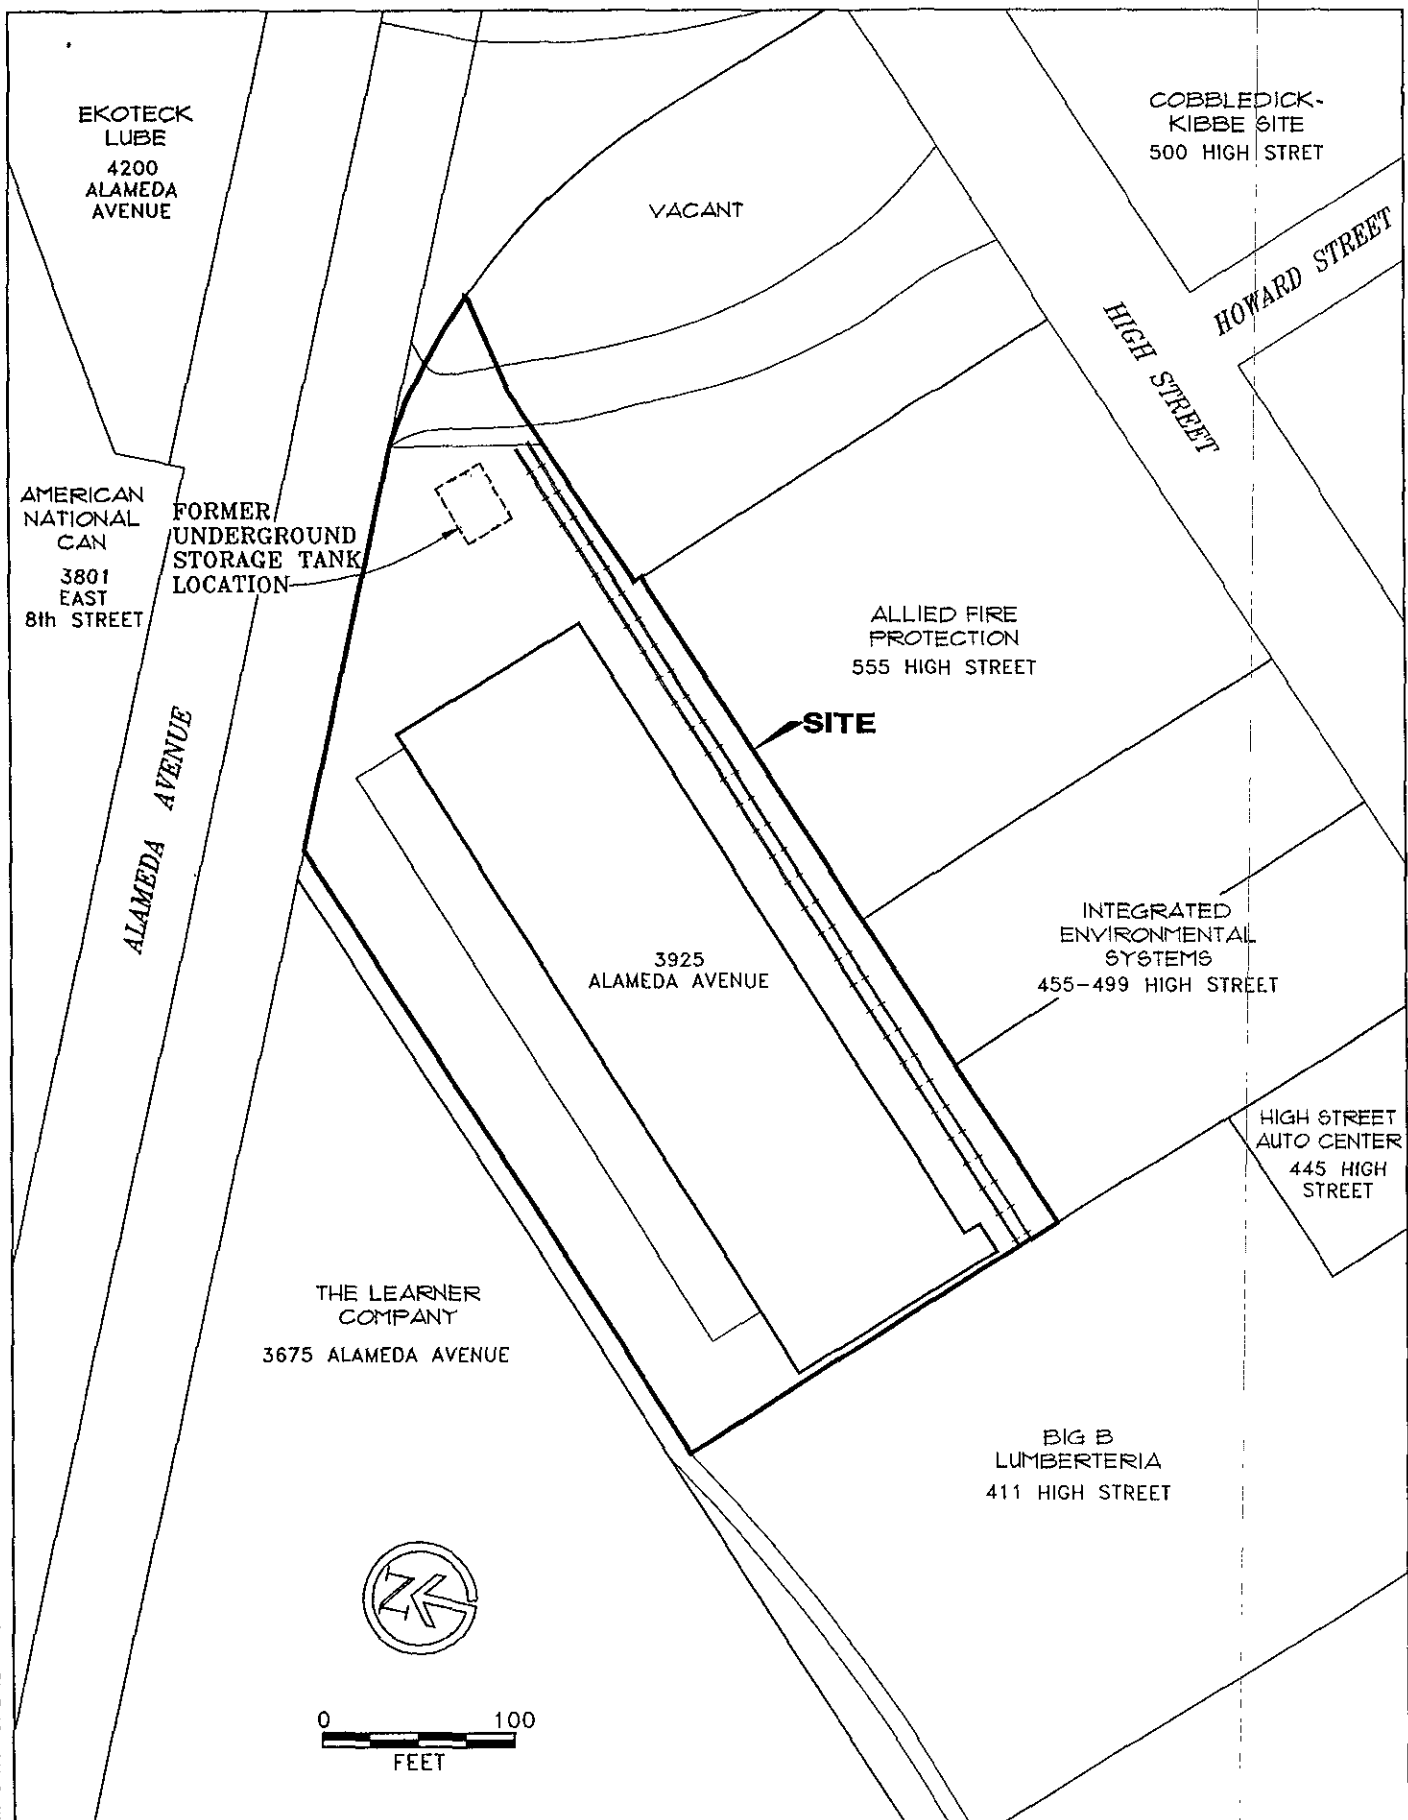 EKOTECK
LUBE
4200
ALAMEDA
AVENUE
COBBLEDICK-
KIBBE SITE
500 HIGH STRET
VACANT
HOWARD STREET
HIGH STREET
AMERICAN
NATIONAL
CAN
3801
EAST
8th STREET
FORMER
UNDERGROUND
STORAGE TANK
LOCATION
ALLIED FIRE
PROTECTION
555 HIGH STREET
SITE
ALAMEDA AVENUE
3925
ALAMEDA AVENUE
INTEGRATED
ENVIRONMENTAL
SYSTEMS
455-499 HIGH STREET
HIGH STREET
AUTO CENTER
445 HIGH
STREET
THE LEARNER
COMPANY
3675 ALAMEDA AVENUE
BIG B
LUMBERTERIA
411 HIGH STREET
N
0 100
FEET